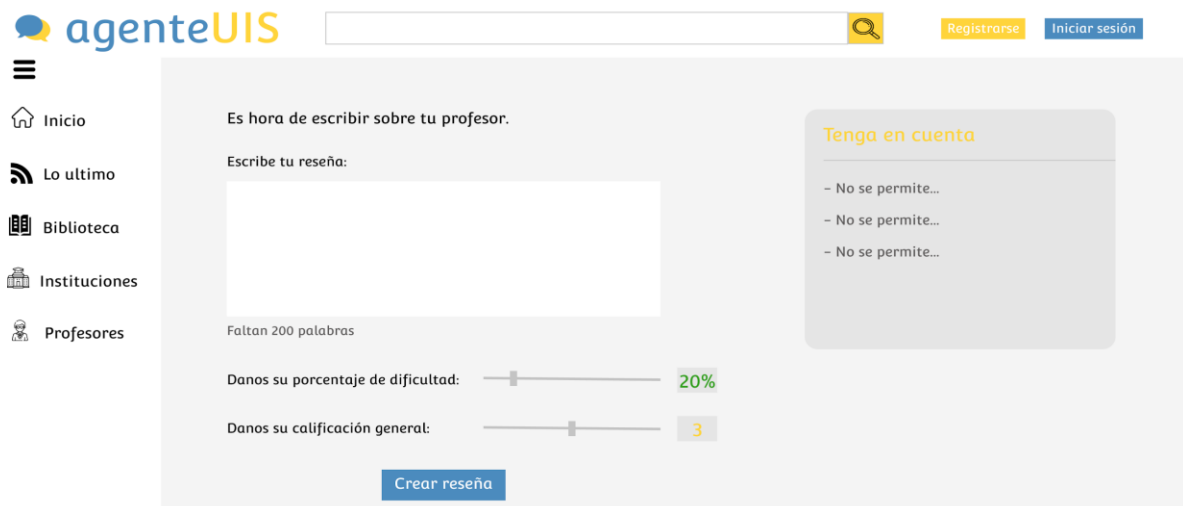 agenteUIS
Registrarse
Iniciar sesión
Inicio
Lo ultimo
Biblioteca
Instituciones
Profesores
Es hora de escribir sobre tu profesor.
Escribe tu reseña:
Faltan 200 palabras
Danos su porcentaje de dificultad:
20%
Danos su calificación general:
3
Crear reseña
Tenga en cuenta
- No se permite...
- No se permite...
- No se permite...